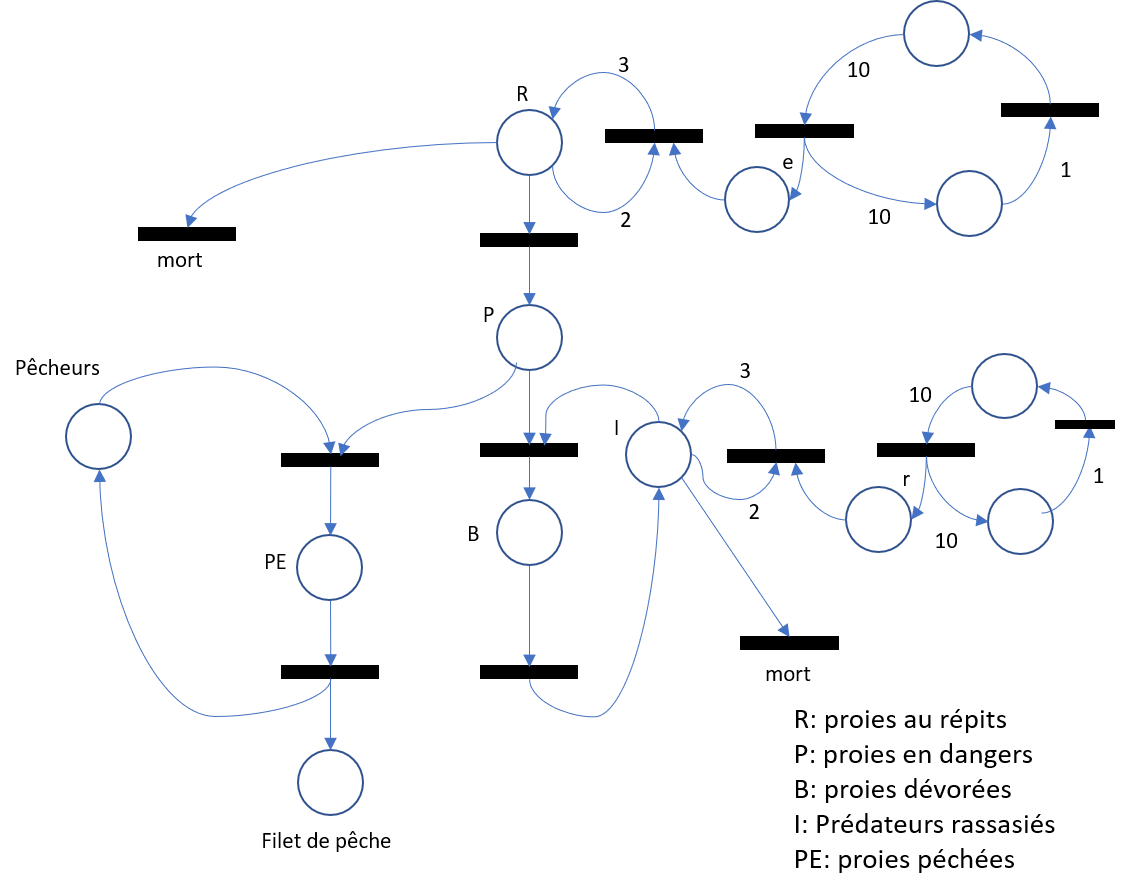 10
3
R
e
1
2
10
mort
P
Pêcheurs
3
10
I
r
1
2
B
10
PE
mort
R: proies au répits
P: proies en dangers
B: proies dévorées
I: Prédateurs rassasiés
PE: proies péchées
Filet de pêche